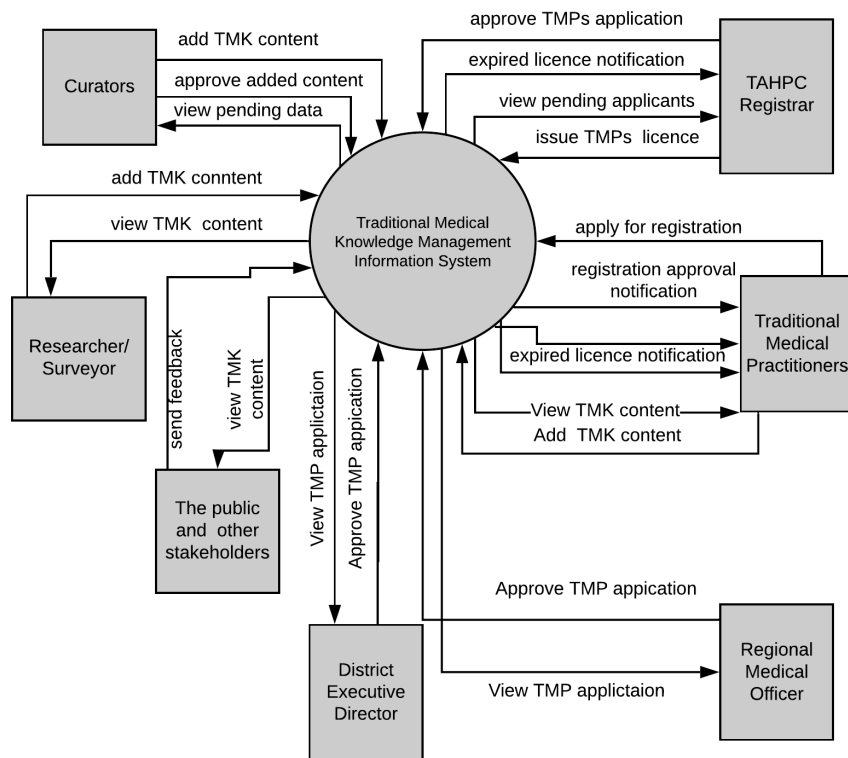 approve TMPs application
add TMK content
Curators
expired licence notification
TAHPC
Registrar
approve added content
view pending data
view pending applicants
issue TMPs licence
add TMK conntent
view TMK content
Traditional Medical
Knowledge Management
Information System
apply for registration
registration approval
notification
Researcher/
Surveyor
Traditional
Medical
Practitioners
expired licence notification
send feedback
view TMK
content
View TMK content
Add TMK content
View TMP applictaion
Approve TMP appication
The public
and other
stakeholders
Approve TMP appication
Regional
Medical
Officer
District
Executive
Director
View TMP applictaion